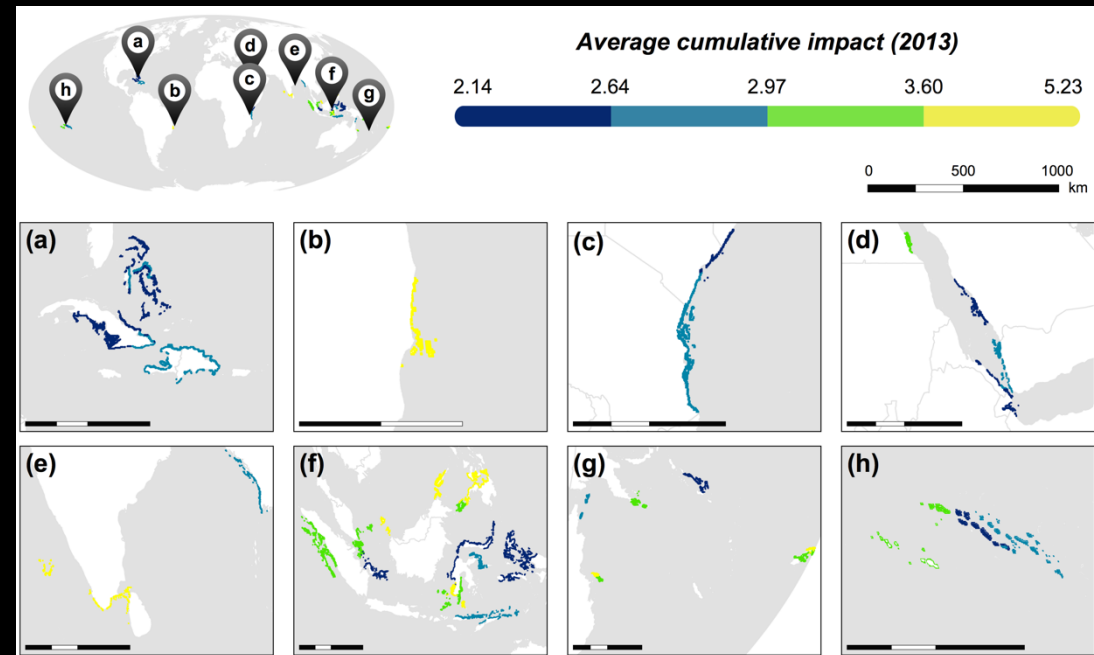 a
d
e
c
f
h
b
g
Average cumulative impact (2013)
2.14 2.64 2.97 3.60 5.23
0 500 1000
km
(a)
(b)
(c)
(d)
(e)
(f)
(g)
(h)